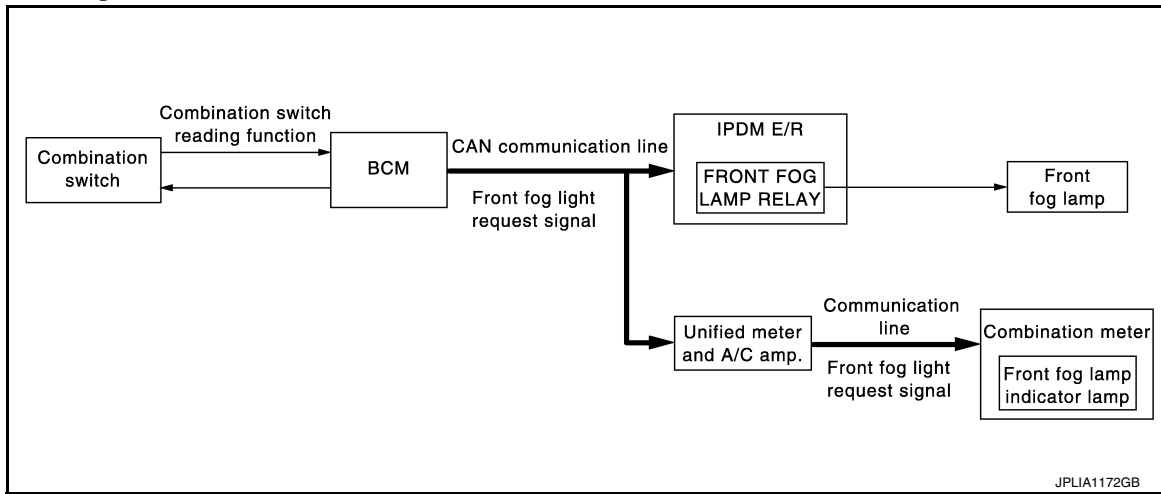 Combination switch
reading function
Combination
switch
BCM
CAN communication line
Front fog light
request signal
IPDM E/R
FRONT FOG
LAMP RELAY
Front
fog lamp
Unified meter
and A/C amp.
Communication
line
Front fog light
request signal
Combination meter
Front fog lamp
indicator lamp
JPLIA1172GB